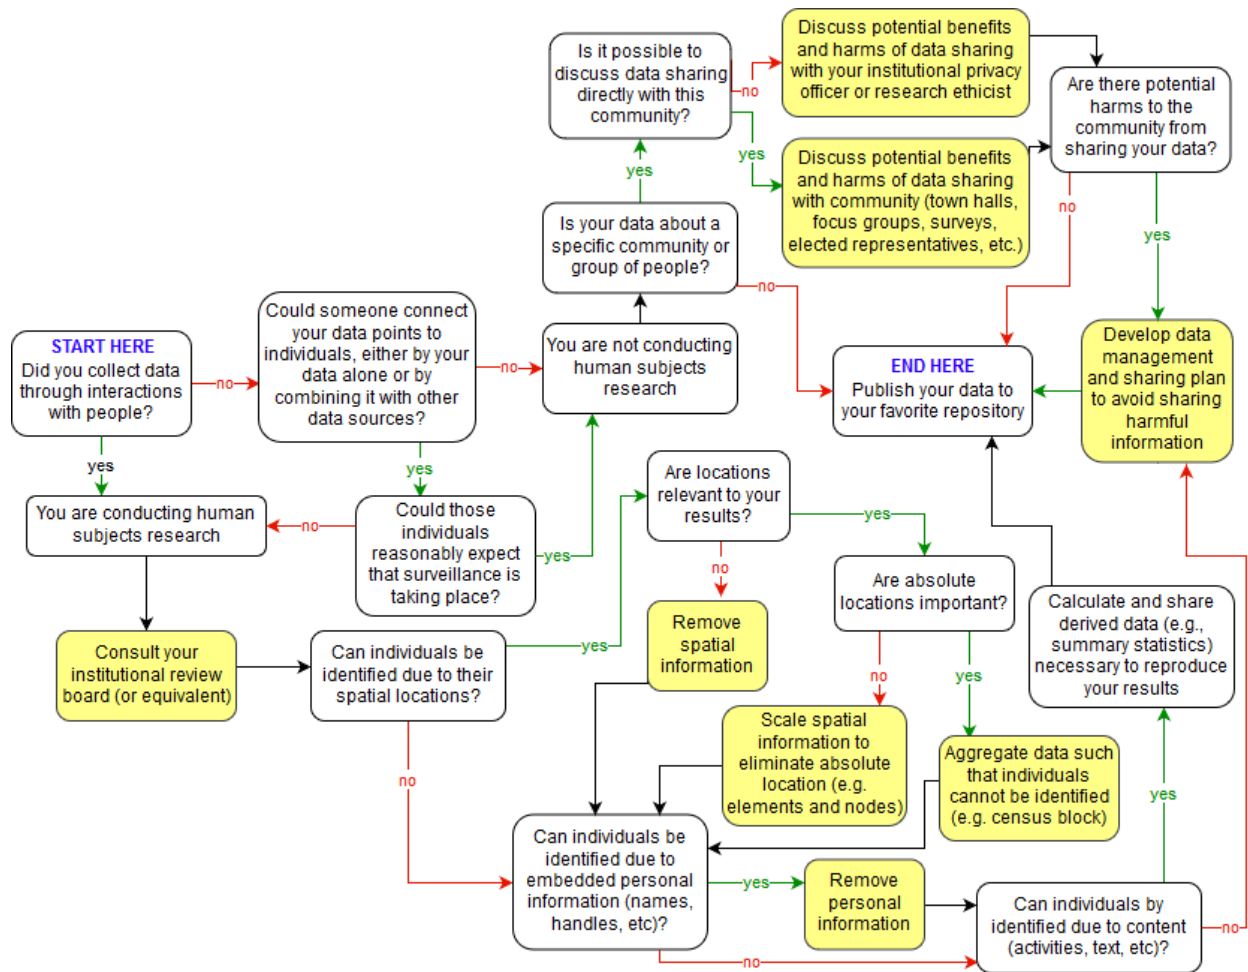 Is it possible to
discuss data sharing
directly with this
community?
no
yes
Discuss potential benefits
and harms of data sharing
with your institutional privacy
officer or research ethicist
Discuss potential benefits
and harms of data sharing
with community (town halls,
focus groups, surveys,
elected representatives, etc.)
Are there potential
harms to the
community from
sharing your data?
no
yes
yes
Is your data about a
specific community or
group of people?
no
START HERE
Did you collect data
through interactions
with people?
no
yes
Could someone connect
your data points to
individuals, either by your
data alone or by
combining it with other
data sources?
no
yes
You are not conducting
human subjects
research
END HERE
Publish your data to
your favorite repository
Develop data
management
and sharing plan
to avoid sharing
harmful
information
You are conducting human
subjects research
no
Could those
individuals
reasonably expect
that surveillance is
taking place?
yes
Are locations
relevant to your
results?
yes
no
Are absolute
locations important?
no
yes
Calculate and share
derived data (e.g.,
summary statistics)
necessary to reproduce
your results
Consult your
institutional review
board (or equivalent)
Can individuals be
identified due to their
spatial locations?
yes
no
Remove
spatial
information
Scale spatial
information to
eliminate absolute
location (e.g.
elements and nodes)
Aggregate data such
that individuals
cannot be identified
(e.g. census block)
yes
Can individuals be
identified due to
embedded personal
information (names,
handles, etc)?
yes
no
Remove
personal
information
Can individuals by
identified due to content
(activities, text, etc)?
no